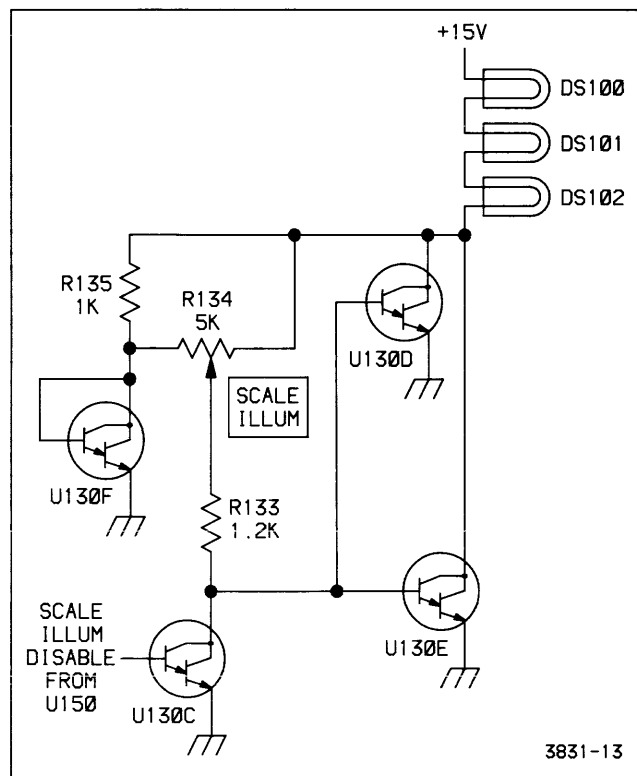 +15V
DS100
DS101
DS102
R135
1K
R134
5K
U130D
SCALE
ILLUM
U130F
R133
1.2K
SCALE
ILLUM
DISABLE
FROM
U150
U130E
U130C
3831-13